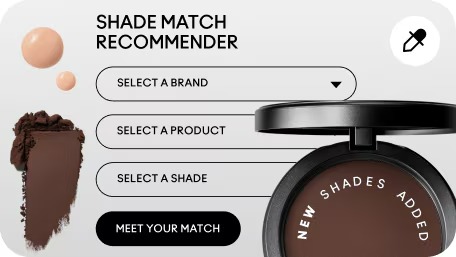 SHADE MATCH
RECOMMENDER
SELECT A BRAND
SELECT A PRODUCT
SELECT A SHADE
MEET YOUR MATCH
NEW SHADES ADDED